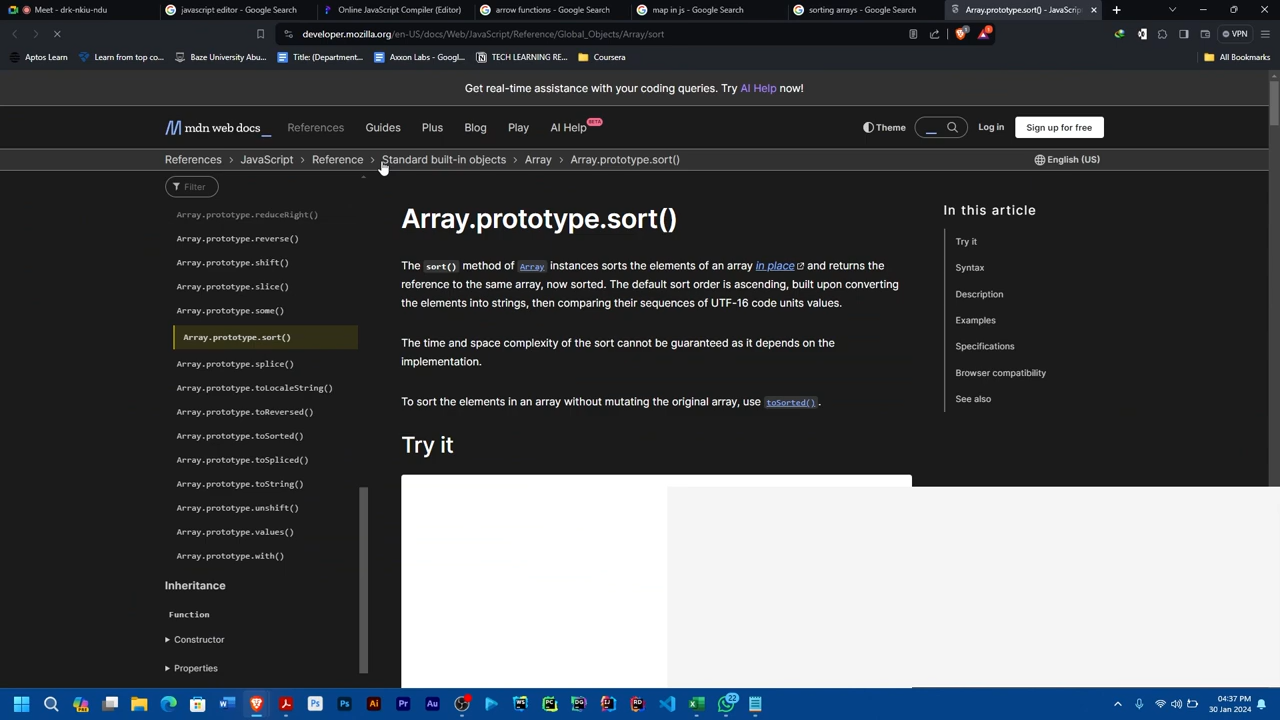 Meet - drk-nkiu-ndu
javascript editor - Google Search
Online JavaScript Compiler (Editor)
arrow functions - Google Search
map in js - Google Search
sorting arrays - Google Search
Array.prototype.sort() - JavaScri
developer.mozilla.org/en-US/docs/Web/JavaScript/Reference/Global_Objects/Array/sort
VPN
Aptos Learn
Learn from top co...
Baze University Abu...
Title: (Department...
Axxon Labs - Googl...
TECH LEARNING RE...
Coursera
All Bookmarks
Get real-time assistance with your coding queries. Try AI Help now!
mdn web docs_
References
Guides
Plus
Blog
Play
AI Help BETA
Theme
Log in
Sign up for free
References > JavaScript > Reference > Standard built-in objects > Array > Array.prototype.sort()
English (US)
Filter
Array.prototype.reduceRight()
Array.prototype.reverse()
Array.prototype.shift()
Array.prototype.slice()
Array.prototype.some()
Array.prototype.sort()
Array.prototype.splice()
Array.prototype.toLocaleString()
Array.prototype.toReversed()
Array.prototype.toSorted()
Array.prototype.toSpliced()
Array.prototype.toString()
Array.prototype.unshift()
Array.prototype.values()
Array.prototype.with()
Inheritance
Function
Constructor
Properties
Array.prototype.sort()
The sort() method of Array instances sorts the elements of an array in place and returns the
reference to the same array, now sorted. The default sort order is ascending, built upon converting
the elements into strings, then comparing their sequences of UTF-16 code units values.
The time and space complexity of the sort cannot be guaranteed as it depends on the
implementation.
To sort the elements in an array without mutating the original array, use toSorted().
Try it
In this article
Try it
Syntax
Description
Examples
Specifications
Browser compatibility
See also
22
04:37 PM
30 Jan 2024